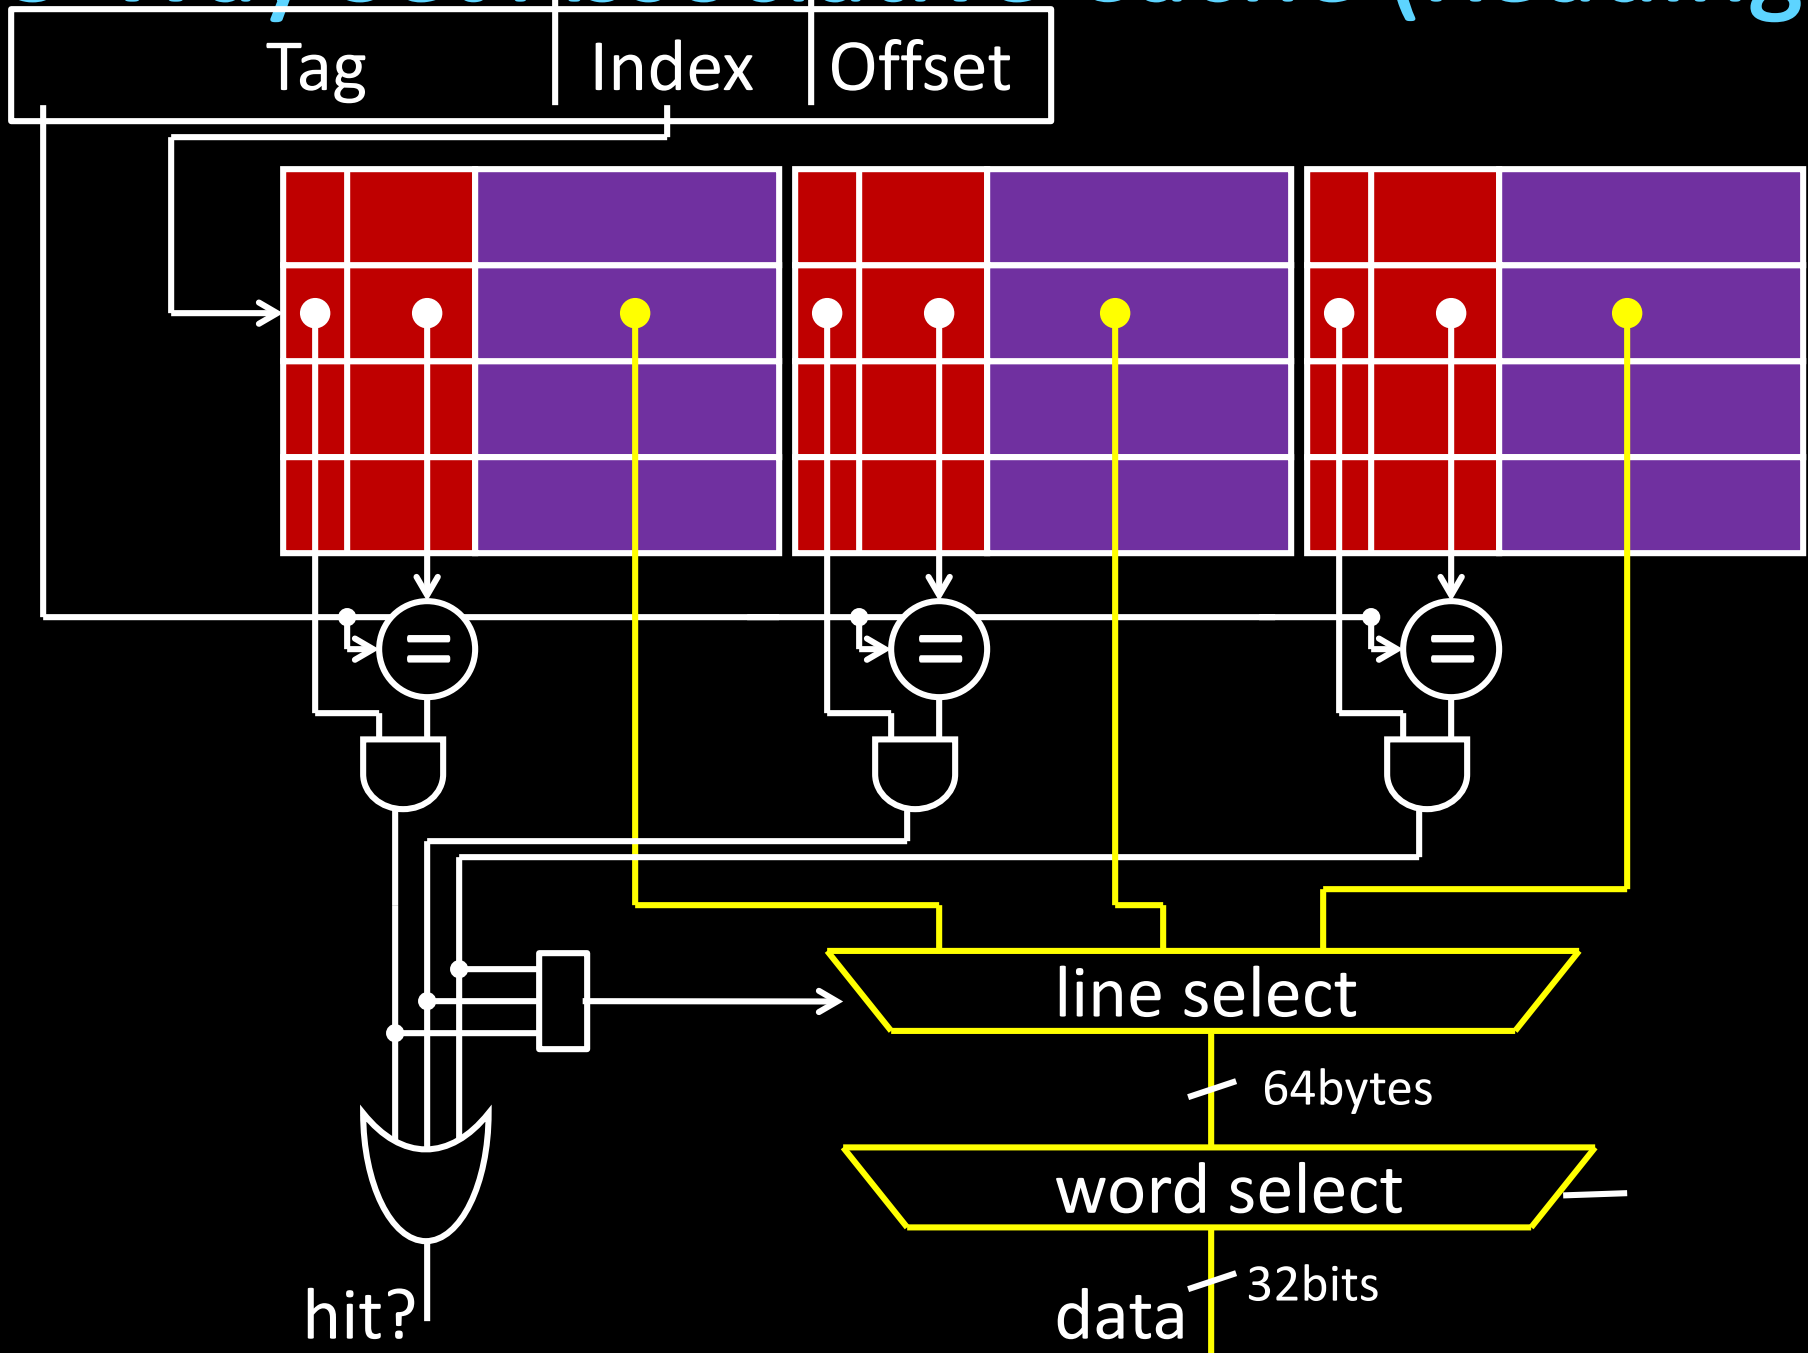 Tag Index Offset
=
=
=
line select
64bytes
word select
32bits
hit?
data